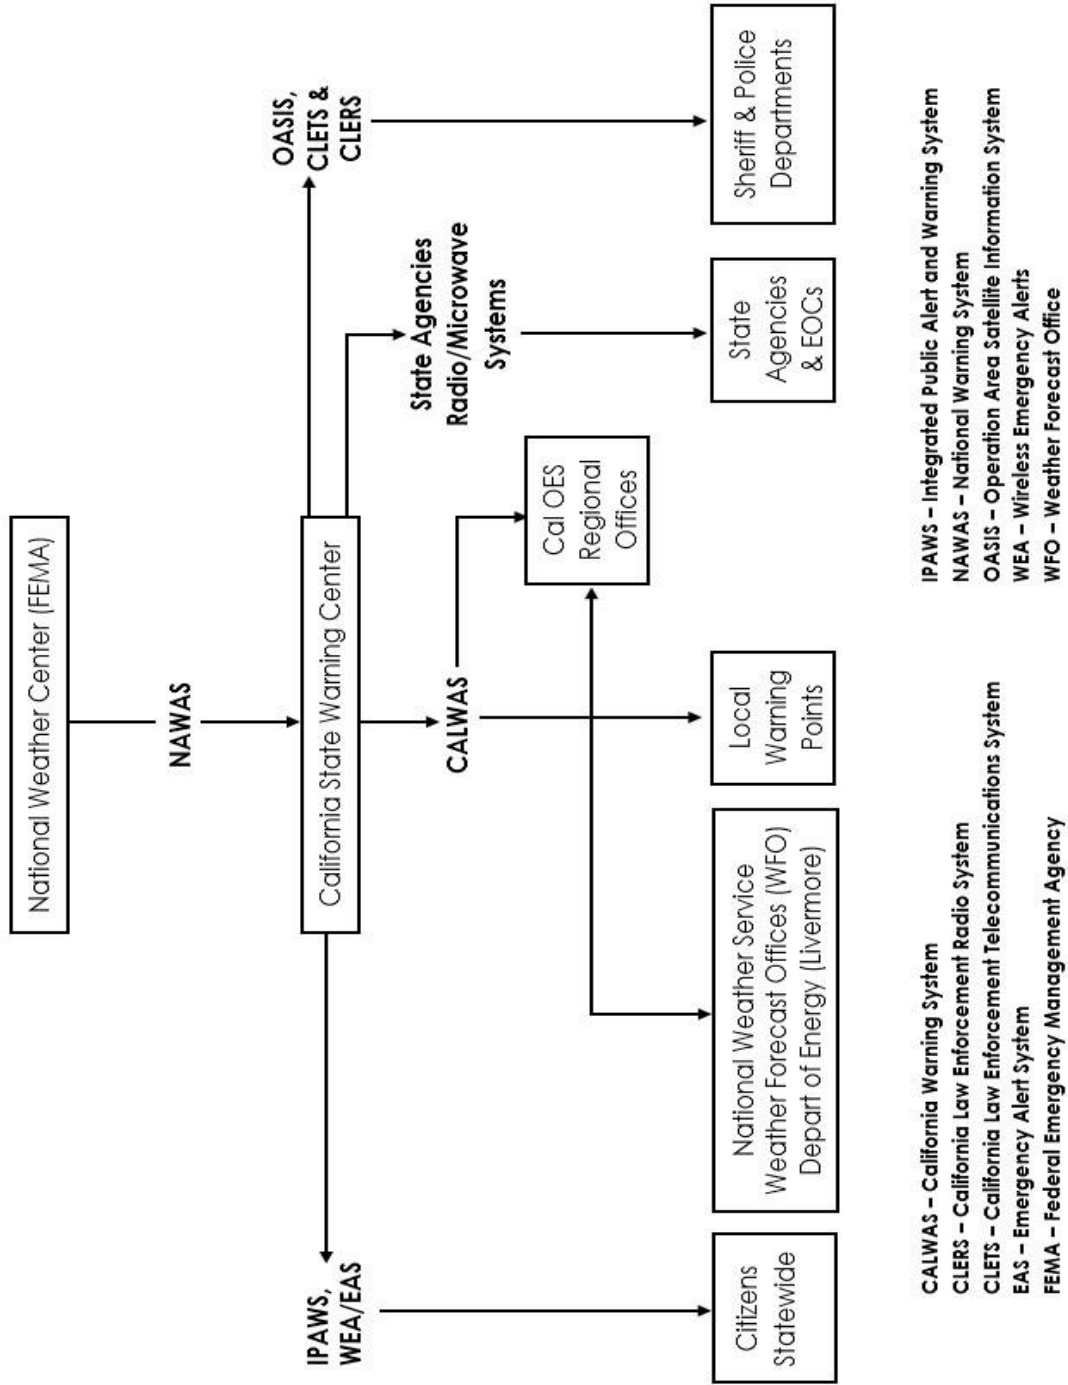 National Weather Center (FEMA)
NAWAS
California State Warning Center
IPAWS,
WEA/EAS
CALWAS
State Agencies
Radio/Microwave
Systems
OASIS,
CLETS &
CLERS
Cal OES
Regional
Offices
Citizens
Statewide
National Weather Service
Weather Forecast Offices (WFO)
Depart of Energy (Livermore)
Local
Warning
Points
State
Agencies
& EOCs
Sheriff & Police
Departments
CALWAS – California Warning System
CLERS – California Law Enforcement Radio System
CLETS – California Law Enforcement Telecommunications System
EAS – Emergency Alert System
FEMA – Federal Emergency Management Agency
IPAWS – Integrated Public Alert and Warning System
NAWAS – National Warning System
OASIS – Operation Area Satellite Information System
WEA – Wireless Emergency Alerts
WFO – Weather Forecast Office